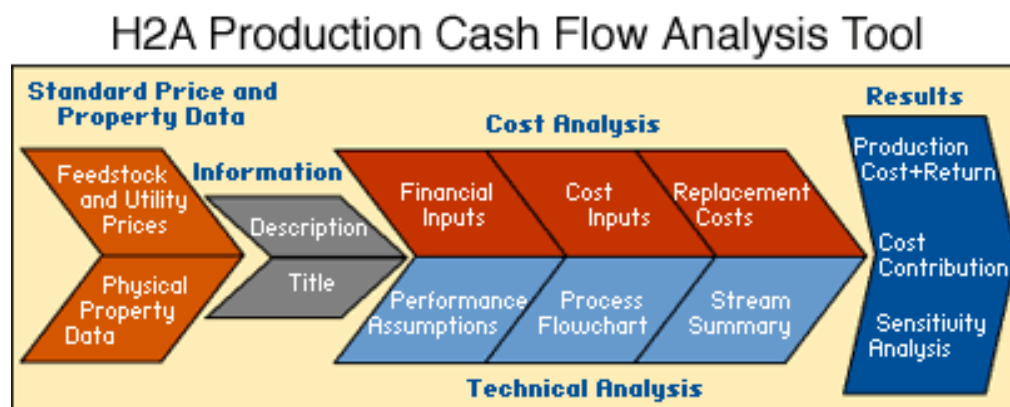 H2A Production Cash Flow Analysis Tool
Standard Price and
Property Data
Feedstock
and Utility
Prices
Physical
Property
Data
Information
Description
Title
Cost Analysis
Financial
Inputs
Cost
Inputs
Replacement
Costs
Performance
Assumptions
Process
Flowchart
Stream
Summary
Technical Analysis
Results
Production
Cost+Return
Cost
Contribution
Sensitivity
Analysis